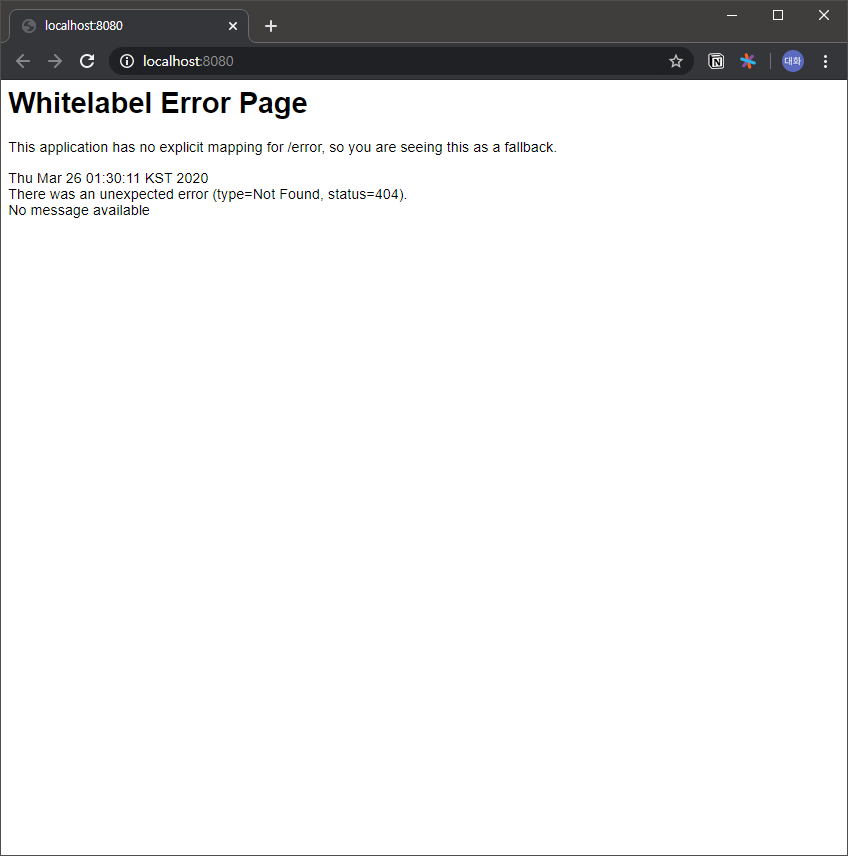 localhost:8080
localhost:8080
대화
Whitelabel Error Page
This application has no explicit mapping for /error, so you are seeing this as a fallback.
Thu Mar 26 01:30:11 KST 2020
There was an unexpected error (type=Not Found, status=404).
No message available